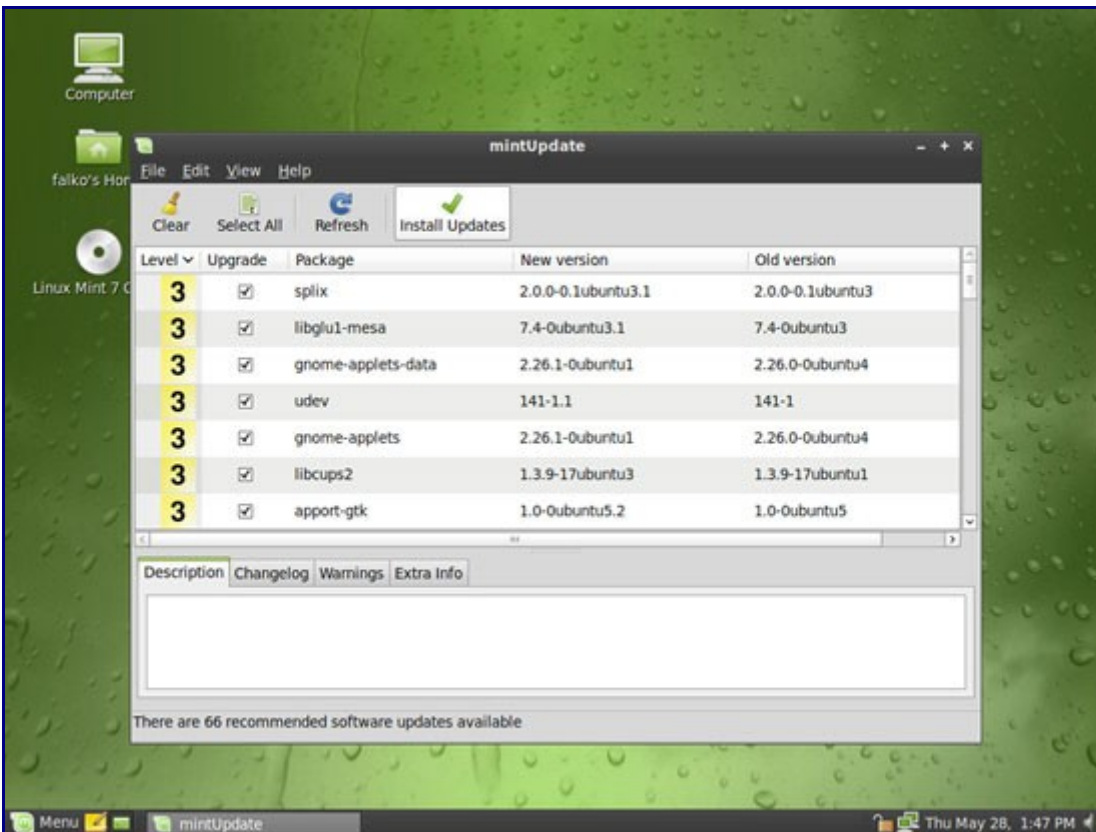 Computer
falko's Hor
Linux Mint 7 C
mintUpdate
File Edit View Help
Clear Select All Refresh Install Updates
Level Upgrade Package New version Old version
3 splix 2.0.0-0.1ubuntu3.1 2.0.0-0.1ubuntu3
3 libglu1-mesa 7.4-0ubuntu3.1 7.4-0ubuntu3
3 gnome-applets-data 2.26.1-0ubuntu1 2.26.0-0ubuntu4
3 udev 141-1.1 141-1
3 gnome-applets 2.26.1-0ubuntu1 2.26.0-0ubuntu4
3 libcups2 1.3.9-17ubuntu3 1.3.9-17ubuntu1
3 apport-gtk 1.0-0ubuntu5.2 1.0-0ubuntu5
Description Changelog Warnings Extra Info
There are 66 recommended software updates available
Menu mintUpdate Thu May 28, 1:47 PM